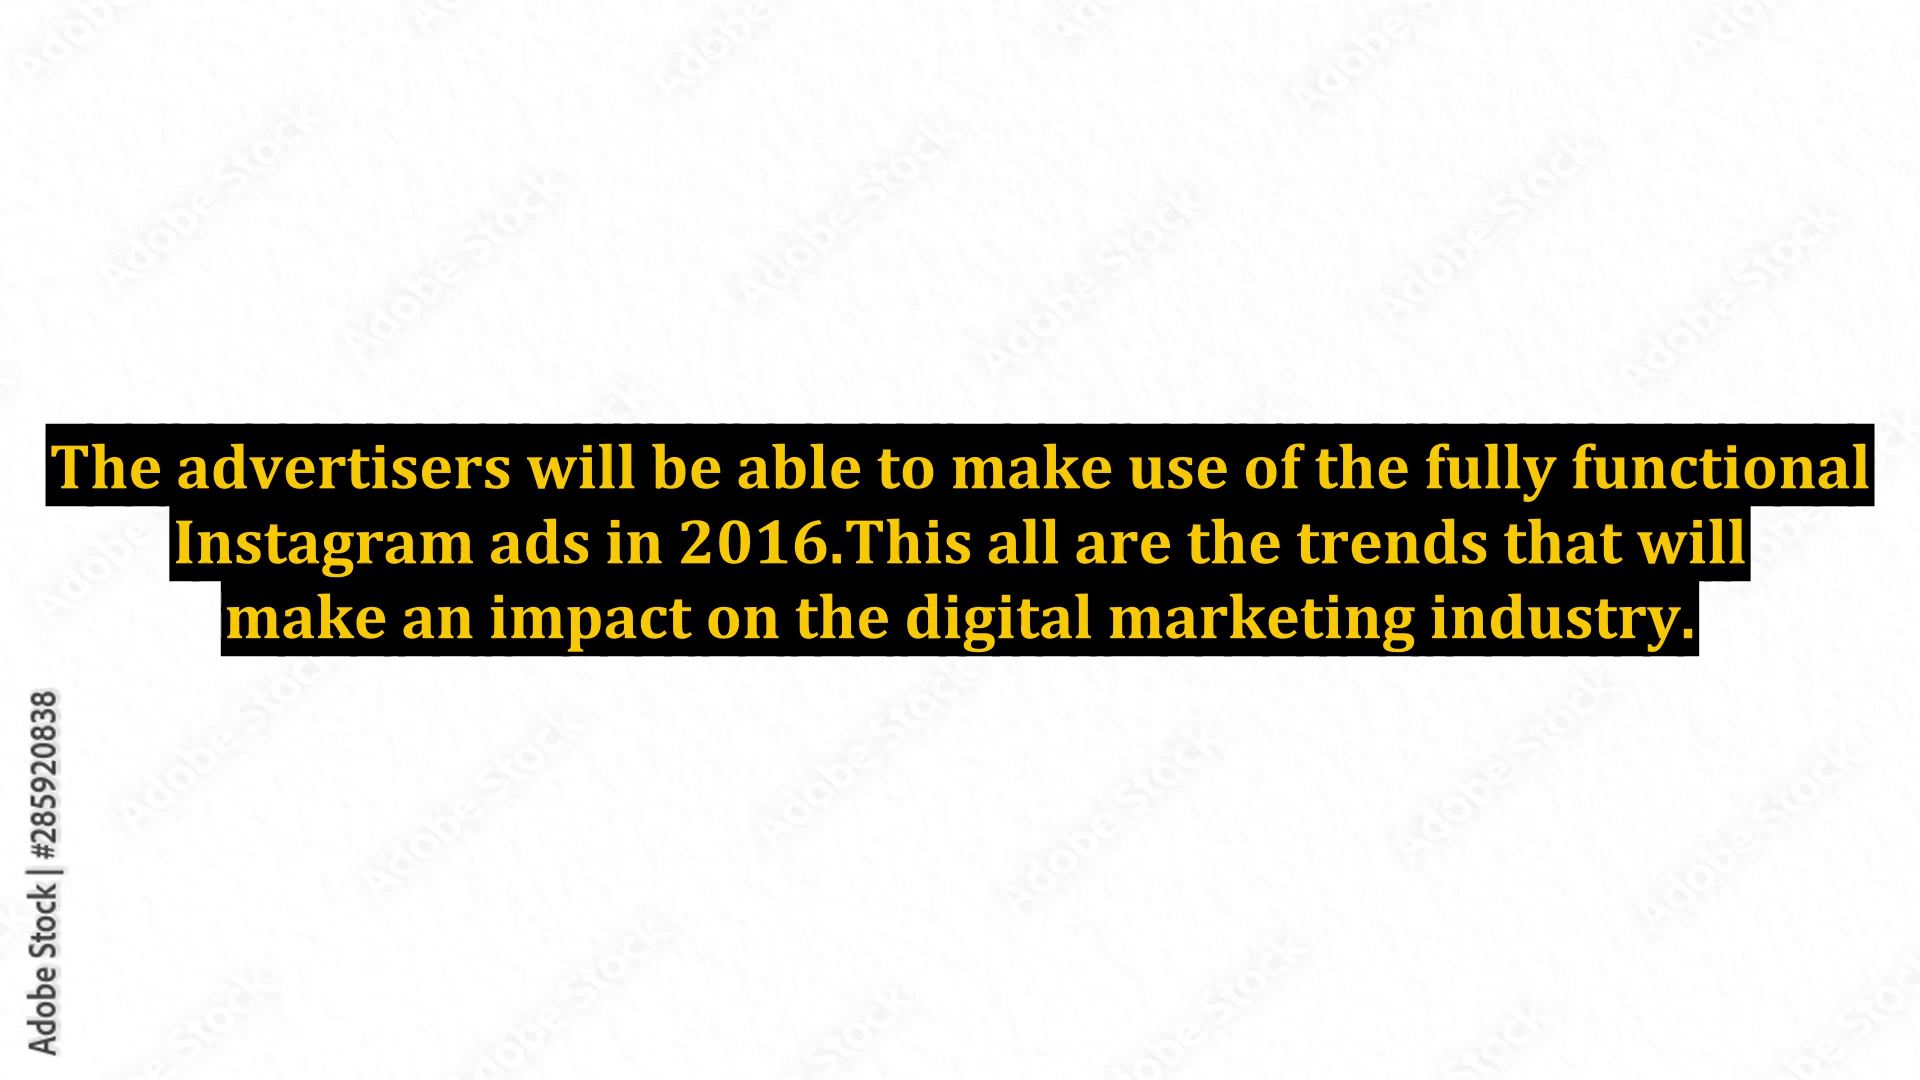 The advertisers will be able to make use of the fully functional
Instagram ads in 2016.This all are the trends that will
make an impact on the digital marketing industry.
Adobe Stock | #285920838